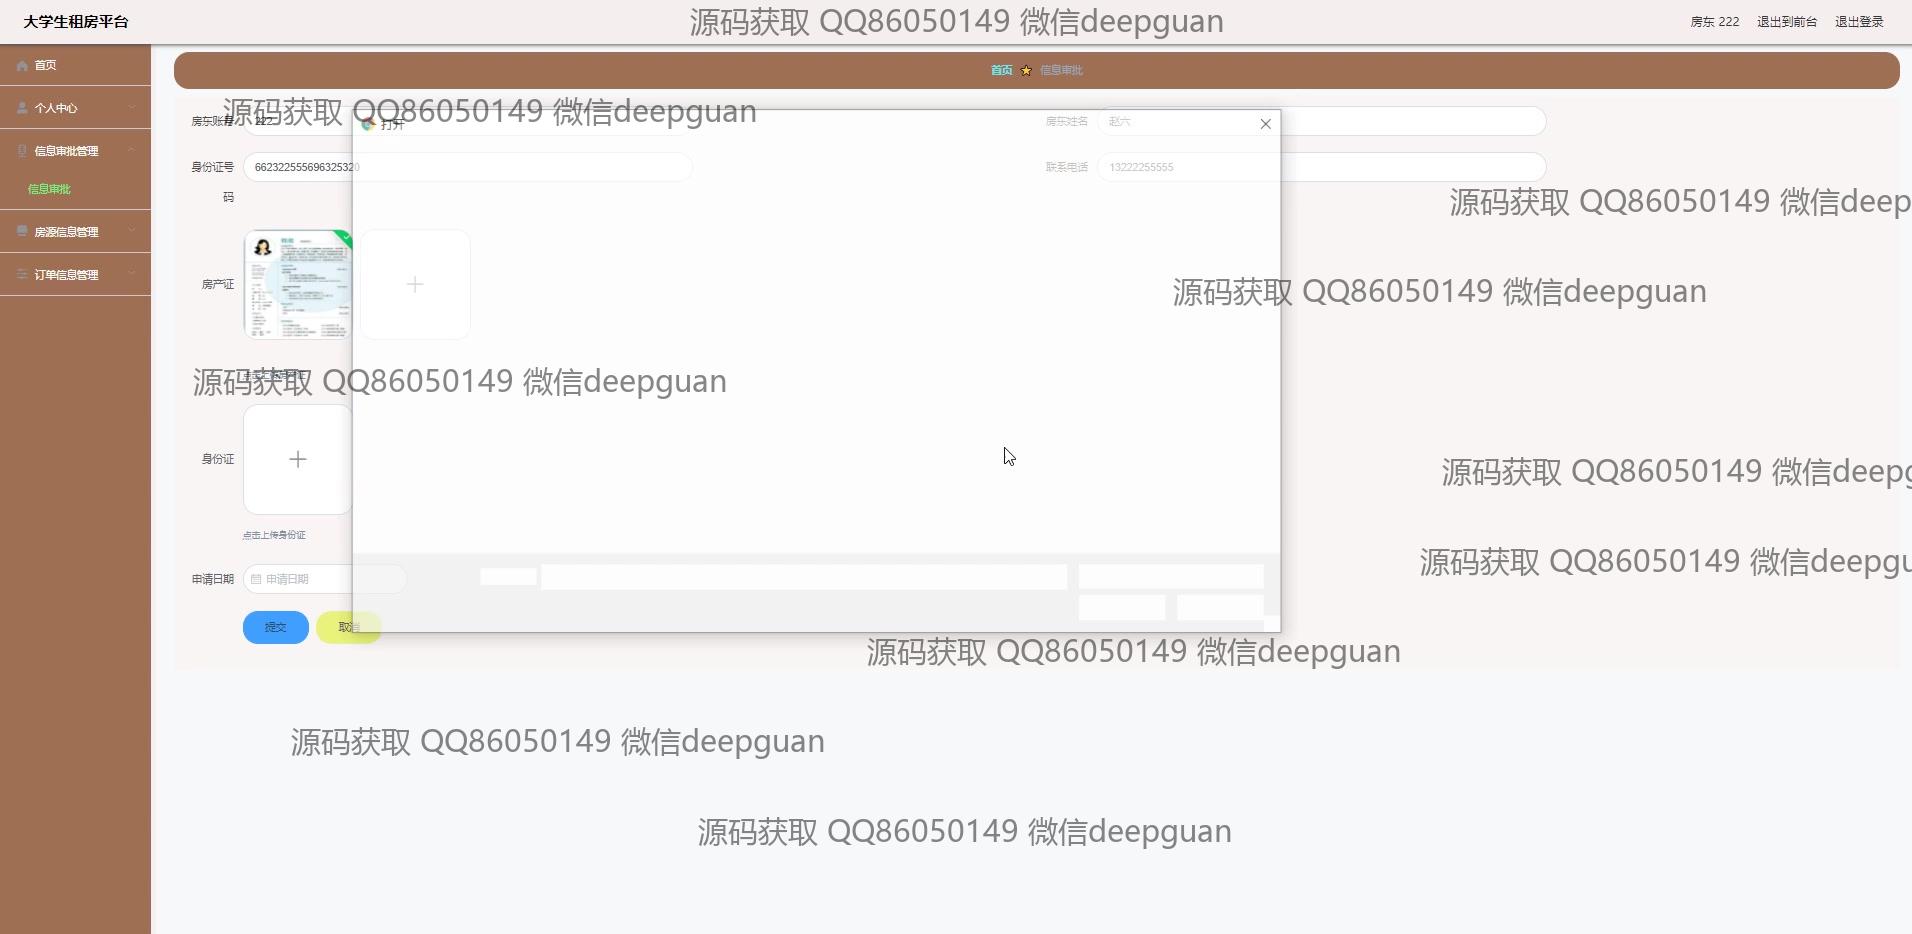 大学生租房平台
源码获取 QQ86050149 微信deepguan
房东 222
退出到前台
退出登录
首页
首页
信息审批
个人中心
源码获取 QQ86050149 微信deepguan
房东账号
222
打开
房东姓名
赵六
信息审批管理
身份证号码
662322555696325320
联系电话
13222255555
信息审批
源码获取 QQ86050149 微信deep
房源信息管理
订单信息管理
房产证
源码获取 QQ86050149 微信deepguan
源码获取 QQ86050149 微信deepguan
身份证
源码获取 QQ86050149 微信deepg
点击上传身份证
源码获取 QQ86050149 微信deepgu
申请日期
申请日期
提交
取消
源码获取 QQ86050149 微信deepguan
源码获取 QQ86050149 微信deepguan
源码获取 QQ86050149 微信deepguan